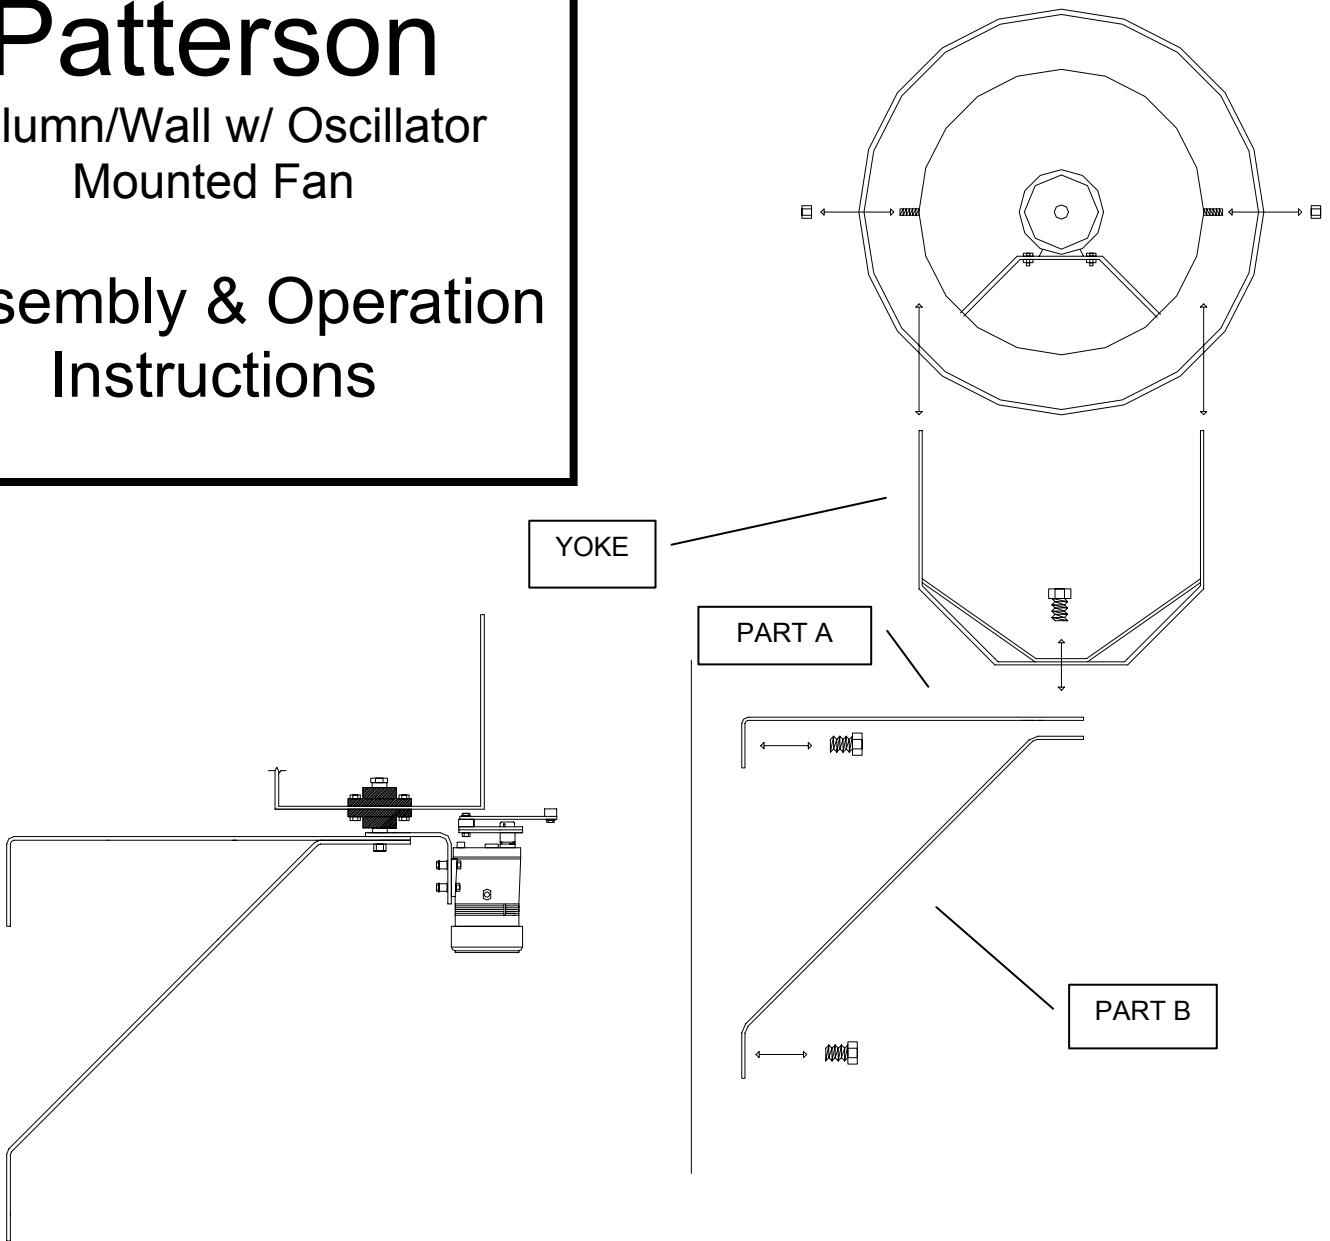 Patterson
lumn/Wall w/ Oscillator
Mounted Fan
sembly & Operation
Instructions
YOKE
PART A
PART B